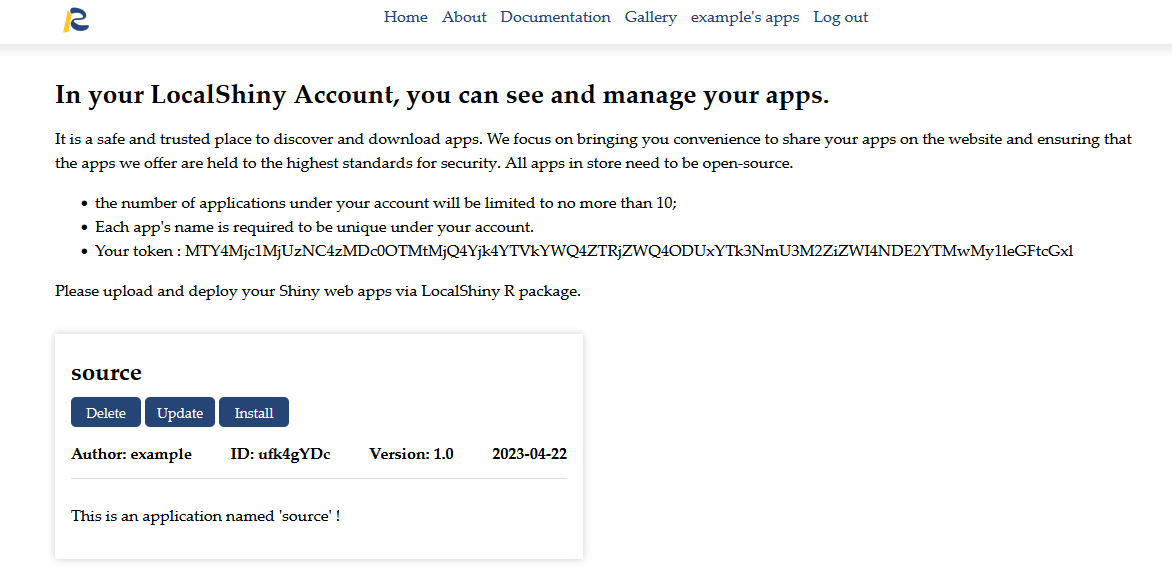 Home About Documentation Gallery example's apps Log out
In your LocalShiny Account, you can see and manage your apps.
It is a safe and trusted place to discover and download apps. We focus on bringing you convenience to share your apps on the website and ensuring that
the apps we offer are held to the highest standards for security. All apps in store need to be open-source.
• the number of applications under your account will be limited to no more than 10;
• Each app's name is required to be unique under your account.
• Your token : MTY4Mjc1MjUzNC4zMDc0OTMtMjQ4Yjk4YTVkYWQ4ZTRjZWQ4ODUxYTk3NmU3M2ZiZWI4NDE2YTMwMy1leGFtcGxl
Please upload and deploy your Shiny web apps via LocalShiny R package.
source
Delete Update Install
Author: example ID: ufk4gYDc Version: 1.0 2023-04-22
This is an application named 'source' !